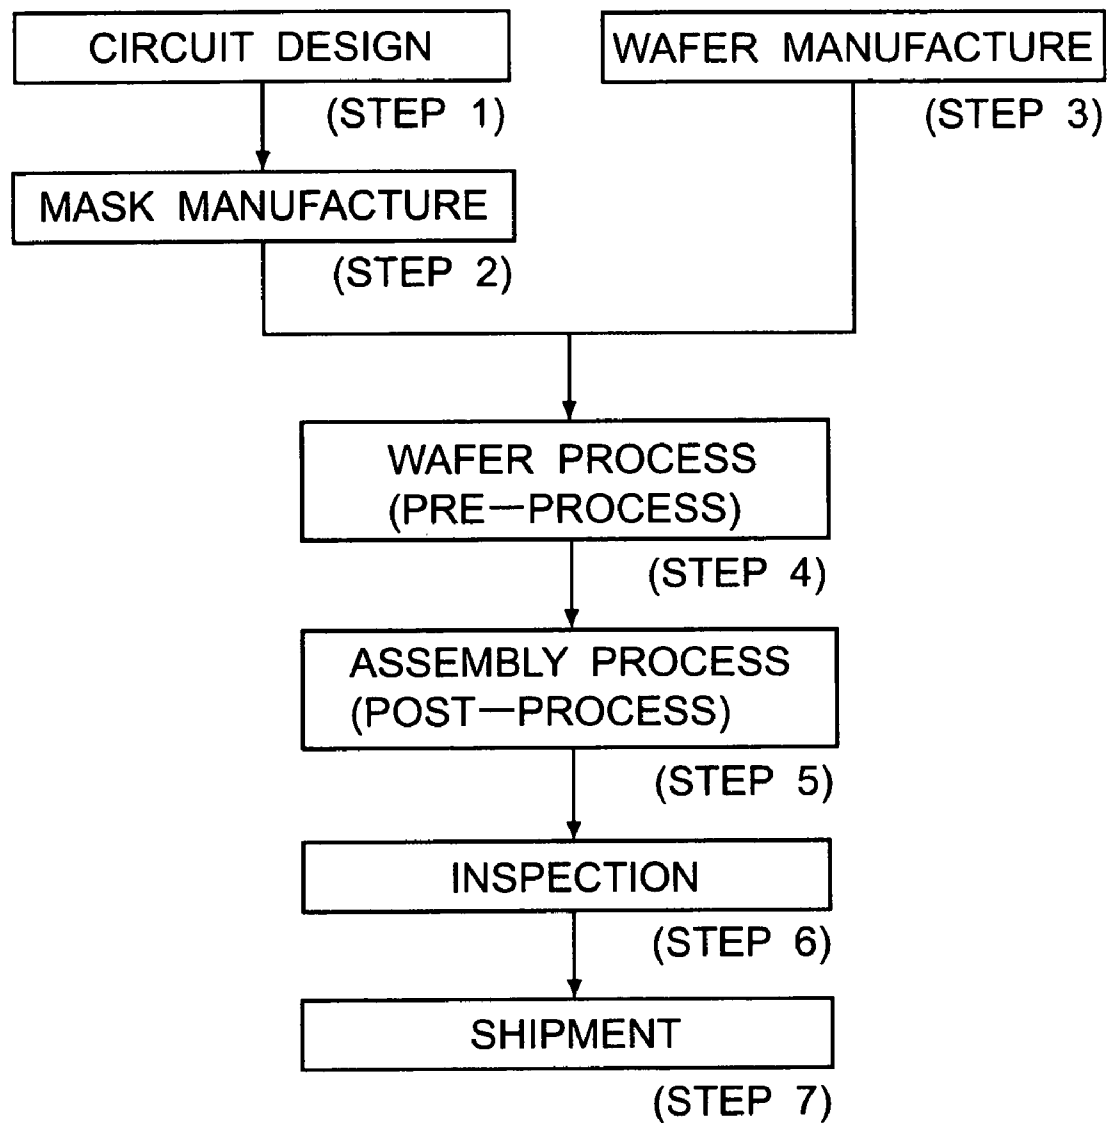 CIRCUIT DESIGN
(STEP 1)
WAFER MANUFACTURE
(STEP 3)
MASK MANUFACTURE
(STEP 2)
WAFER PROCESS
(PRE—PROCESS)
(STEP 4)
ASSEMBLY PROCESS
(POST—PROCESS)
(STEP 5)
INSPECTION
(STEP 6)
SHIPMENT
(STEP 7)